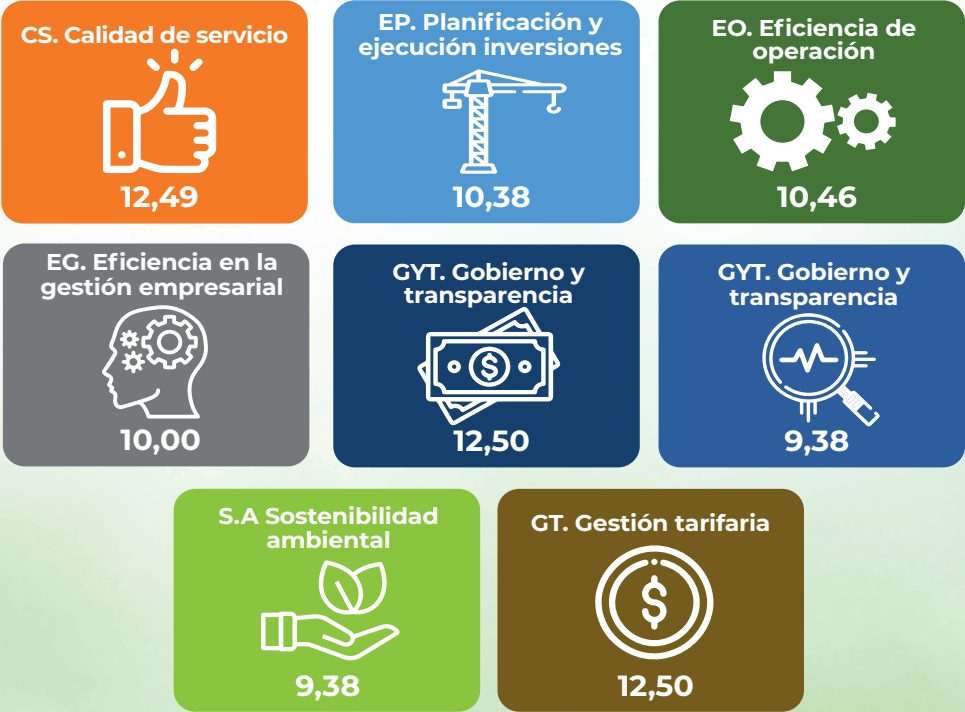 CS. Calidad de servicio
12,49
EP. Planificación y
ejecución inversiones
10,38
EO. Eficiencia de
operación
10,46
EG. Eficiencia en la
gestión empresarial
10,00
GYT. Gobierno y
transparencia
$
12,50
GYT. Gobierno y
transparencia
9,38
S.A Sostenibilidad
ambiental
9,38
GT. Gestión tarifaria
$
12,50